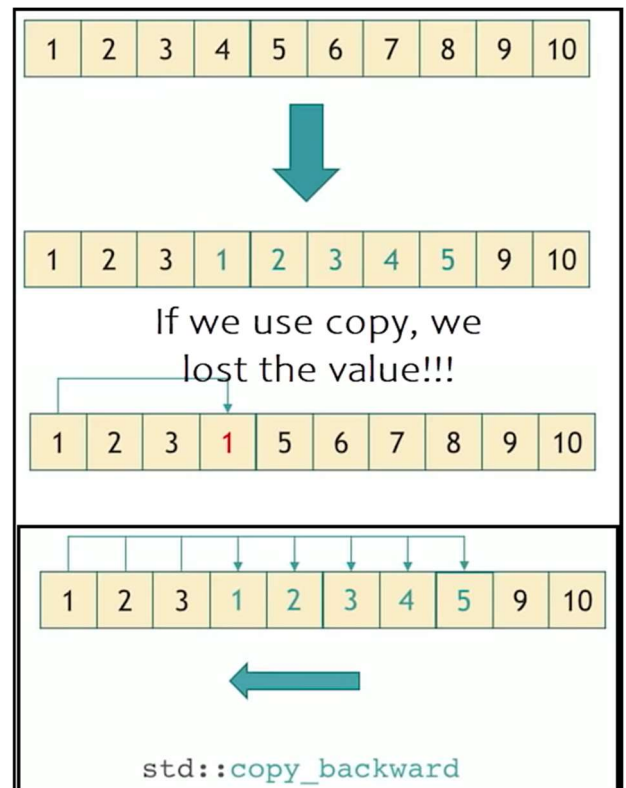 1 2 3 4 5 6 7 8 9 10
1 2 3 1 2 3 4 5 9 10
If we use copy, we
lost the value!!!
1 2 3 1 5 6 7 8 9 10
1 2 3 1 2 3 4 5 9 10
std::copy_backward